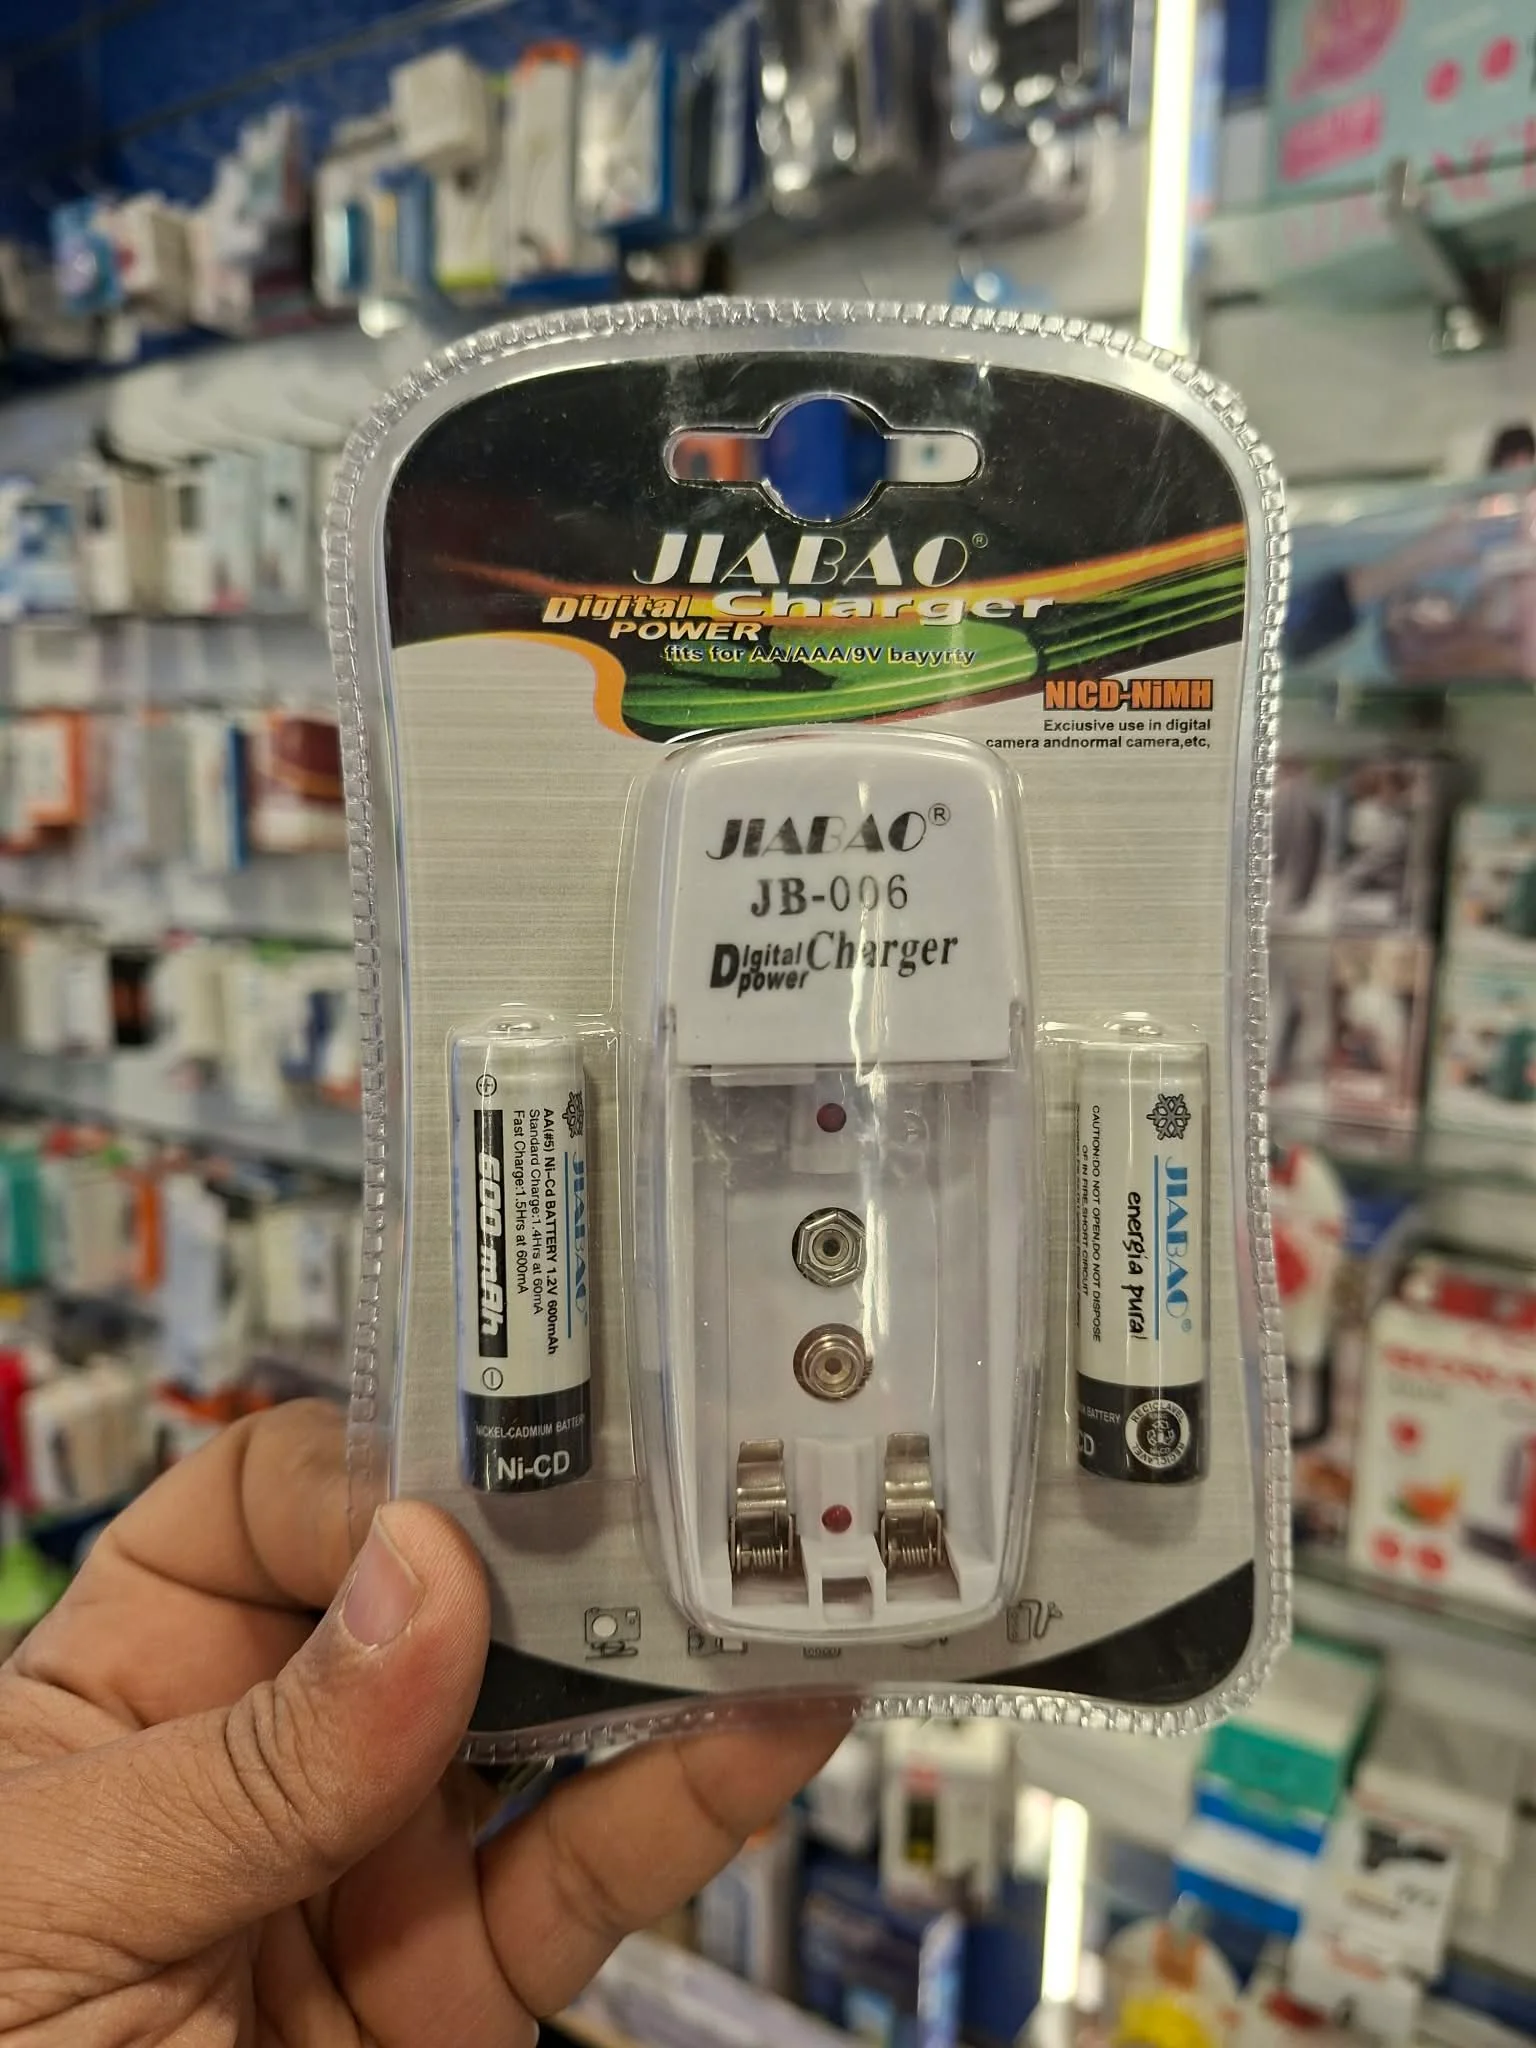 JIABAO®
Digital Charger
POWER
fits for AA/AAA/9V bayyrty
NICD-NiMH
Exciusive use in digital
camera andnormal camera,etc,
JIABAO®
JB-006
Digital Charger
power
JIABAO
AA(#5) Ni-Cd BATTERY 1.2V 600mAh
Standard Charge:1.4Hrs at 60mA
Fast Charge:1.5Hrs at 600mA
600mAh
NICKEL-CADMIUM BATTERY
Ni-CD
JIABAO®
energía pura!
CAUTION:DO NOT OPEN,DO NOT DISPOSE
OF IN FIRE,SHORT CIRCUIT
BATTERY
CD
RECICLAVEL
RECICLAVEL